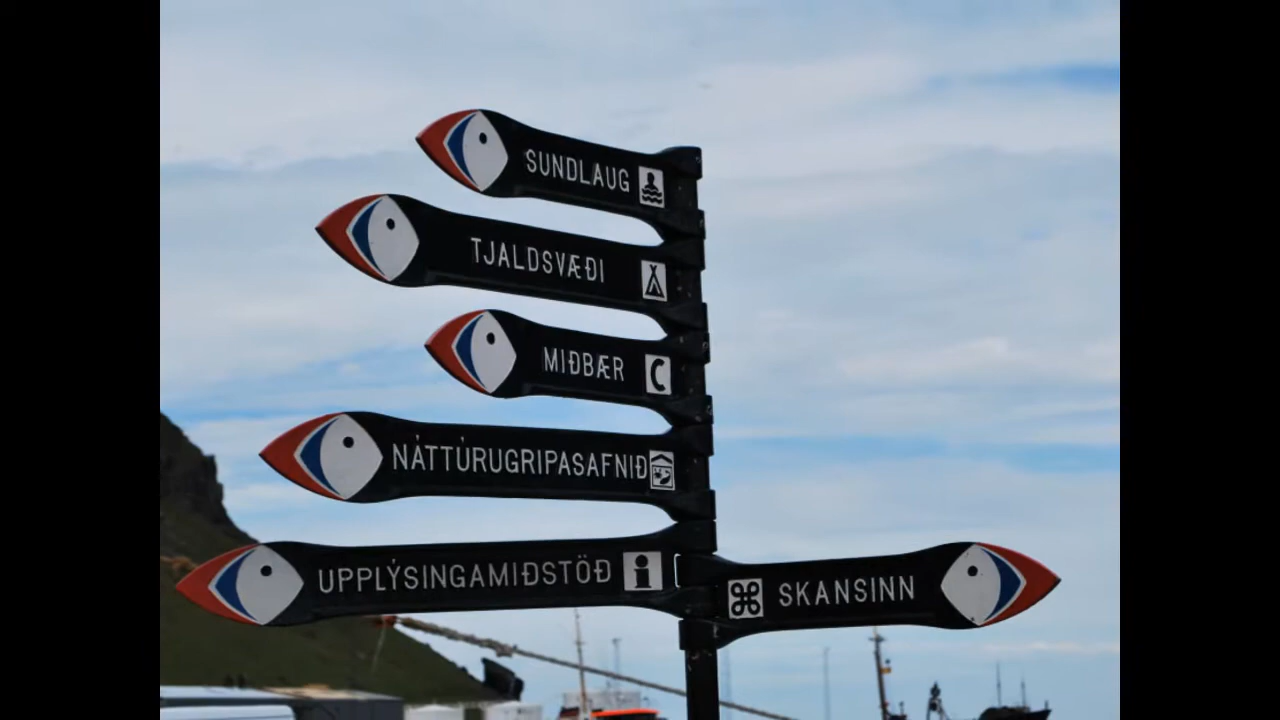 SUNDLAUG
TJALDSVÆÐI
MIÐBÆR
NÁTTÚRUGRIPASAFNIÐ
UPPLÝSINGAMIÐSTÖÐ
SKANSINN